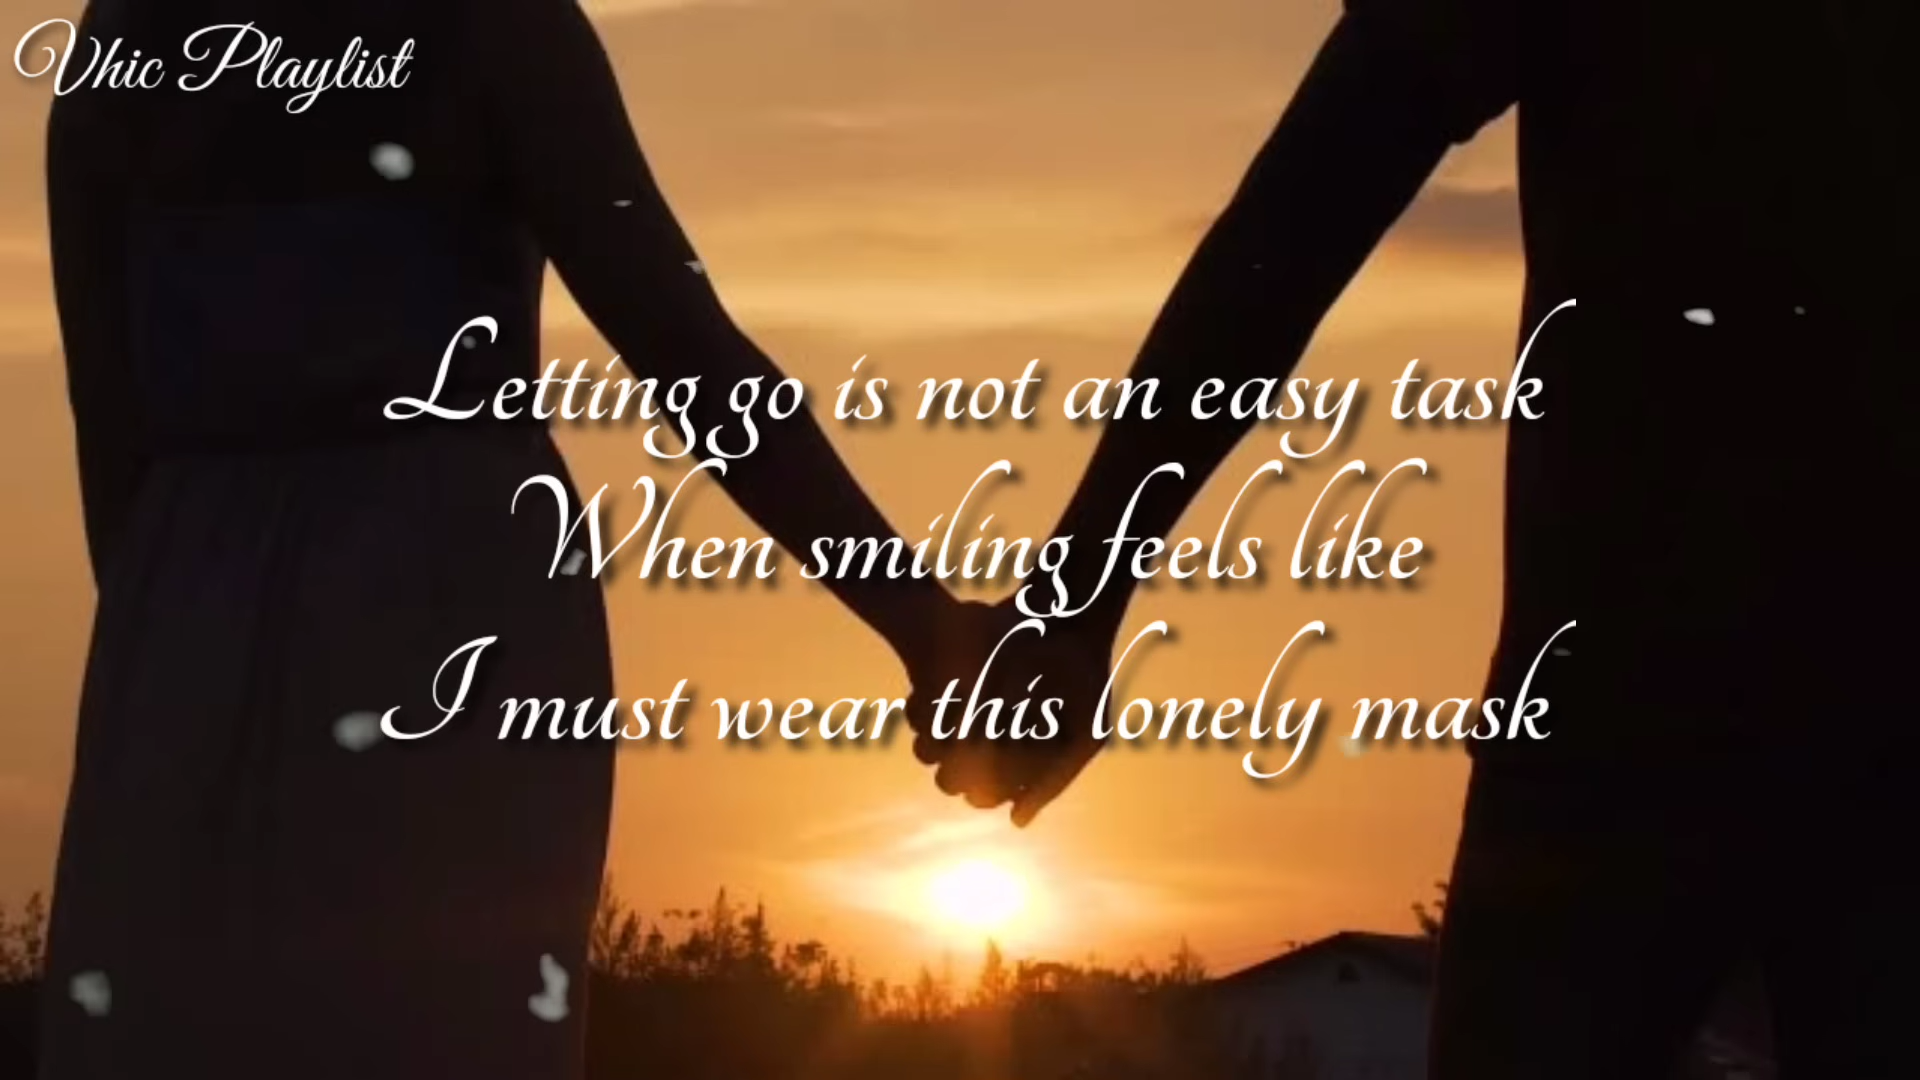 Vhic Playlist
Letting go is not an easy task
When smiling feels like
I must wear this lonely mask